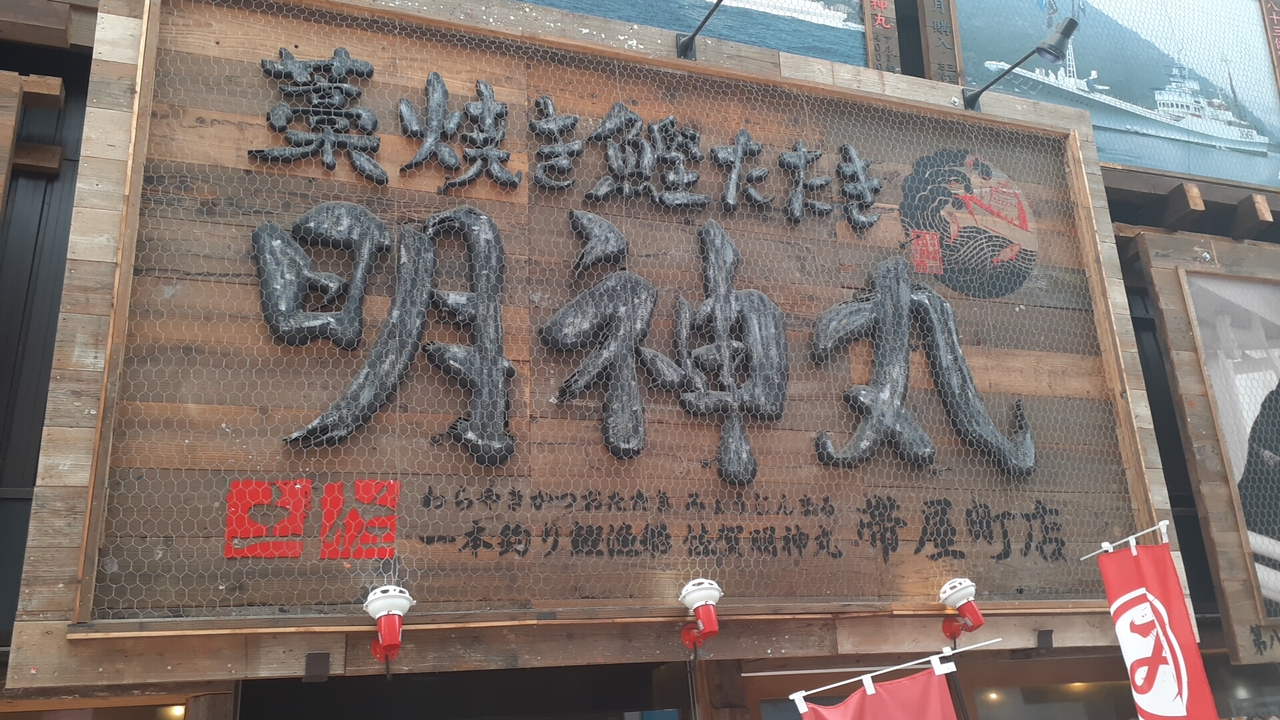 藁焼き鰹たたき
明神丸
わらやきかつおたたき みょうじんまる
一本釣り鰹漁師 佐賀明神丸 帯屋町店